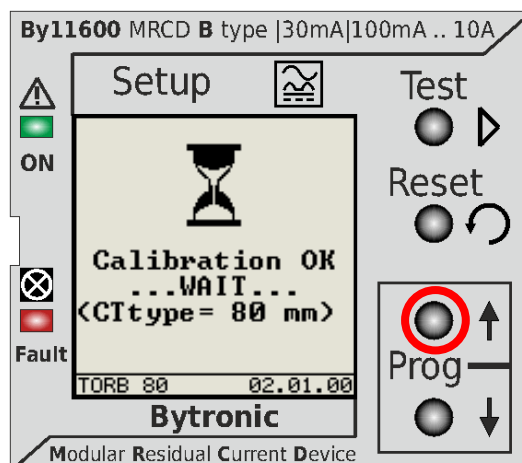 By11600 MRCD B type |30mA|100mA .. 10A
Setup
Test
ON
Reset
Calibration OK
...WAIT...
(CTtype= 80 mm)
Fault
Prog
TORB 80 02.01.00
Bytronic
Modular Residual Current Device